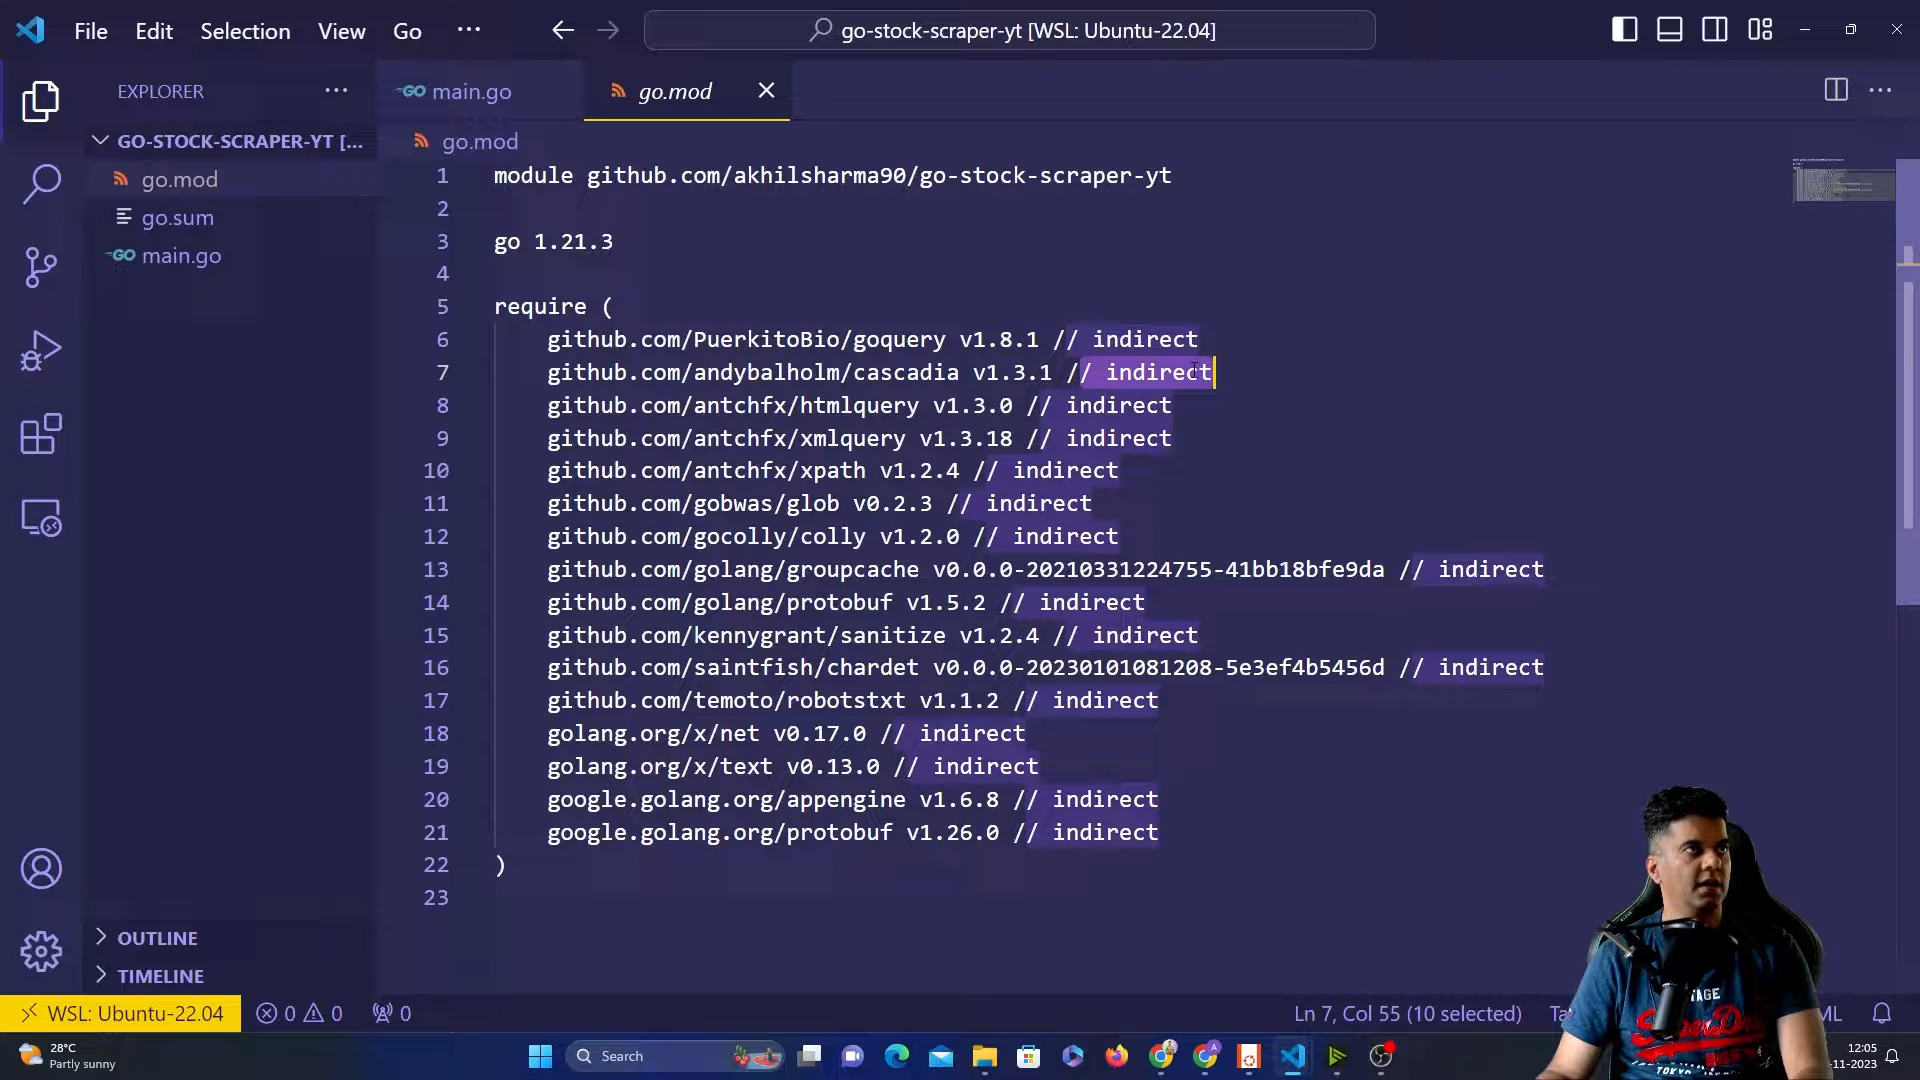 File Edit Selection View Go ···
go-stock-scraper-yt [WSL: Ubuntu-22.04]
EXPLORER
GO-STOCK-SCRAPER-YT [...
go.mod
go.sum
main.go
OUTLINE
TIMELINE
GO main.go
go.mod
go.mod
1 module github.com/akhilsharma90/go-stock-scraper-yt
2
3 go 1.21.3
4
5 require (
6 github.com/PuerkitoBio/goquery v1.8.1 // indirect
7 github.com/andybalholm/cascadia v1.3.1 // indirect
8 github.com/antchfx/htmlquery v1.3.0 // indirect
9 github.com/antchfx/xmlquery v1.3.18 // indirect
10 github.com/antchfx/xpath v1.2.4 // indirect
11 github.com/gobwas/glob v0.2.3 // indirect
12 github.com/gocolly/colly v1.2.0 // indirect
13 github.com/golang/groupcache v0.0.0-20210331224755-41bb18bfe9da // indirect
14 github.com/golang/protobuf v1.5.2 // indirect
15 github.com/kennygrant/sanitize v1.2.4 // indirect
16 github.com/saintfish/chardet v0.0.0-20230101081208-5e3ef4b5456d // indirect
17 github.com/temoto/robotstxt v1.1.2 // indirect
18 golang.org/x/net v0.17.0 // indirect
19 golang.org/x/text v0.13.0 // indirect
20 google.golang.org/appengine v1.6.8 // indirect
21 google.golang.org/protobuf v1.26.0 // indirect
22 )
23
WSL: Ubuntu-22.04 0 0 0
Ln 7, Col 55 (10 selected)
28°C
Partly sunny
Search
12:05
-11-2023